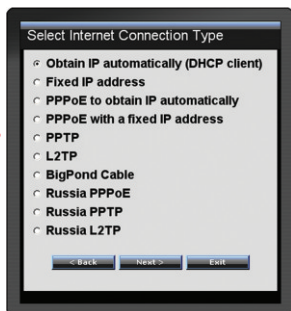 Select Internet Connection Type
Obtain IP automatically (DHCP client)
Fixed IP address
PPPoE to obtain IP automatically
PPPoE with a fixed IP address
PPTP
L2TP
BigPond Cable
Russia PPPoE
Russia PPTP
Russia L2TP
< Back Next > Exit